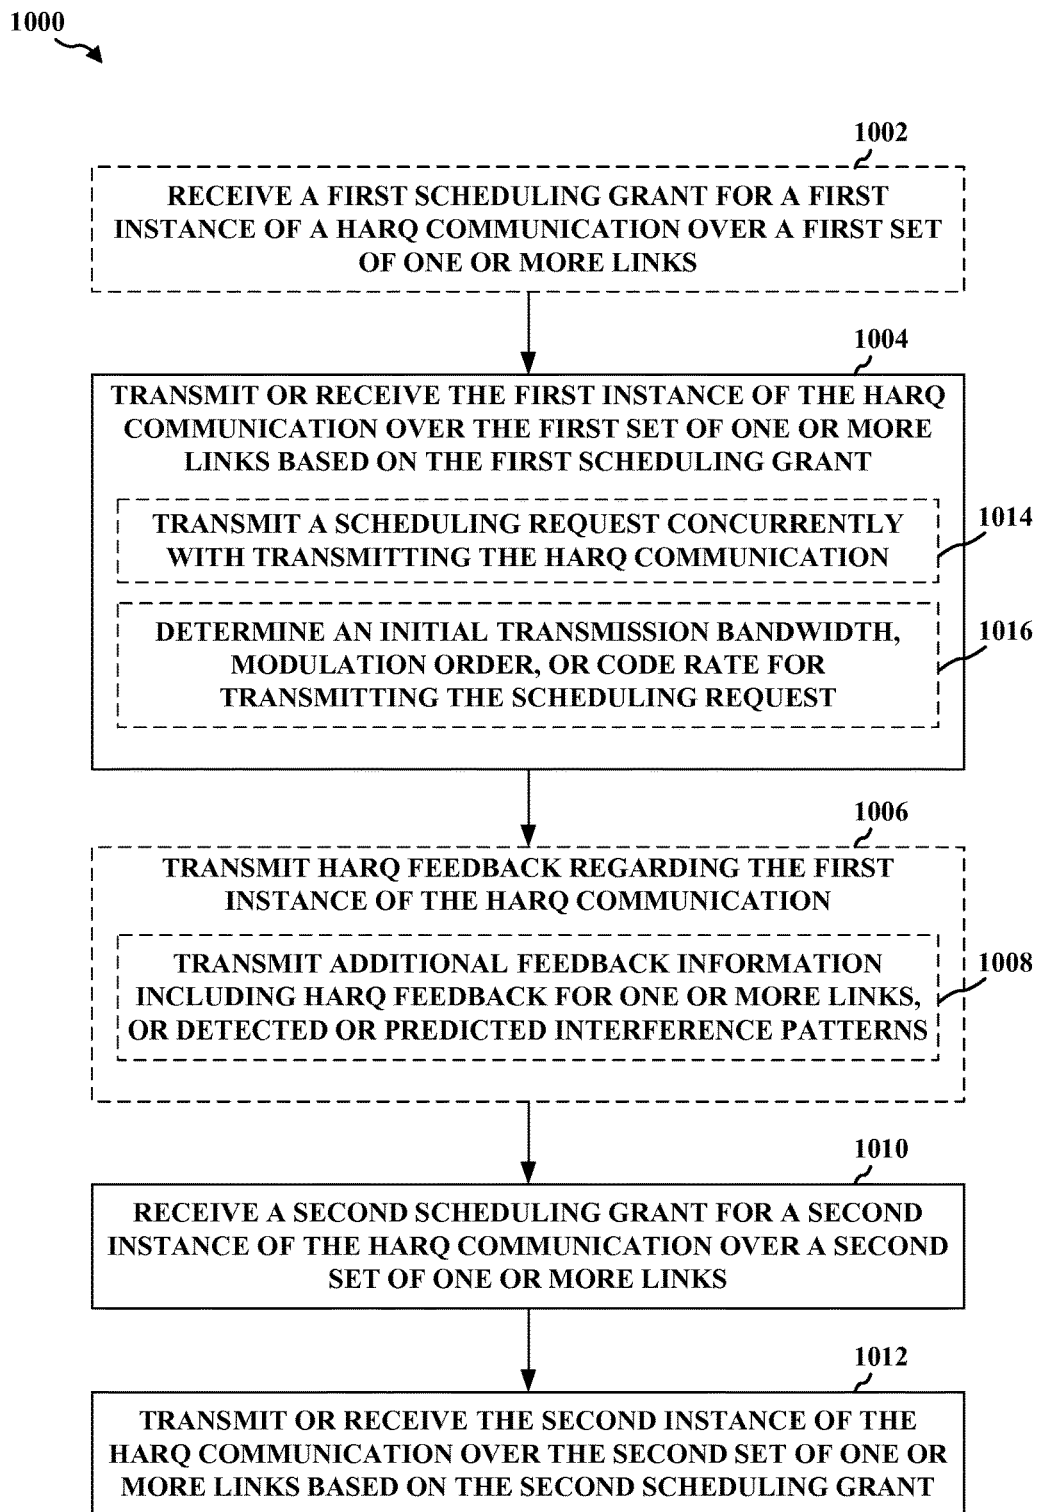 1000
1002
RECEIVE A FIRST SCHEDULING GRANT FOR A FIRST
INSTANCE OF A HARQ COMMUNICATION OVER A FIRST SET
OF ONE OR MORE LINKS
1004
TRANSMIT OR RECEIVE THE FIRST INSTANCE OF THE HARQ
COMMUNICATION OVER THE FIRST SET OF ONE OR MORE
LINKS BASED ON THE FIRST SCHEDULING GRANT
TRANSMIT A SCHEDULING REQUEST CONCURRENTLY
WITH TRANSMITTING THE HARQ COMMUNICATION
1014
DETERMINE AN INITIAL TRANSMISSION BANDWIDTH,
MODULATION ORDER, OR CODE RATE FOR
TRANSMITTING THE SCHEDULING REQUEST
1016
1006
TRANSMIT HARQ FEEDBACK REGARDING THE FIRST
INSTANCE OF THE HARQ COMMUNICATION
TRANSMIT ADDITIONAL FEEDBACK INFORMATION
INCLUDING HARQ FEEDBACK FOR ONE OR MORE LINKS,
OR DETECTED OR PREDICTED INTERFERENCE PATTERNS
1008
1010
RECEIVE A SECOND SCHEDULING GRANT FOR A SECOND
INSTANCE OF THE HARQ COMMUNICATION OVER A SECOND
SET OF ONE OR MORE LINKS
1012
TRANSMIT OR RECEIVE THE SECOND INSTANCE OF THE
HARQ COMMUNICATION OVER THE SECOND SET OF ONE OR
MORE LINKS BASED ON THE SECOND SCHEDULING GRANT